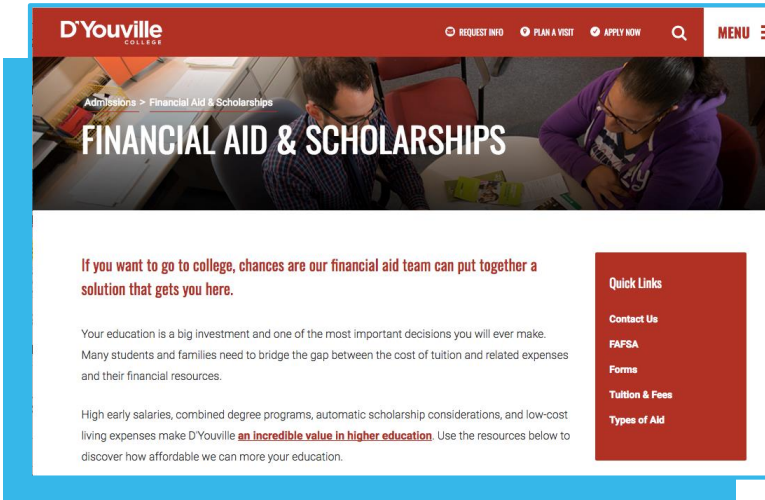 D'Youville
COLLEGE
REQUEST INFO PLAN A VISIT APPLY NOW MENU
Admissions > Financial Aid & Scholarships
FINANCIAL AID & SCHOLARSHIPS
If you want to go to college, chances are our financial aid team can put together a
solution that gets you here.
Your education is a big investment and one of the most important decisions you will ever make.
Many students and families need to bridge the gap between the cost of tuition and related expenses
and their financial resources.
High early salaries, combined degree programs, automatic scholarship considerations, and low-cost
living expenses make D'Youville an incredible value in higher education. Use the resources below to
discover how affordable we can more your education.
Quick Links
Contact Us
FAFSA
Forms
Tuition & Fees
Types of Aid